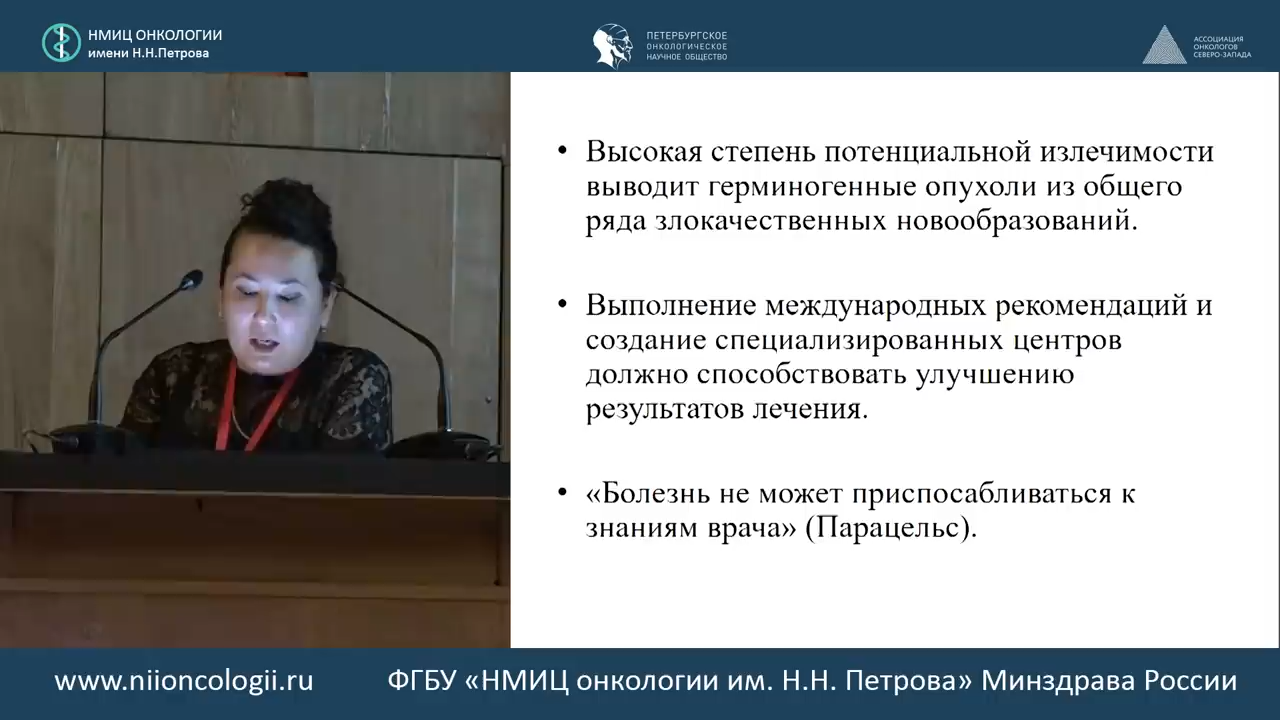 НМИЦ ОНКОЛОГИИ
имени Н.Н.Петрова
ПЕТЕРБУРГСКОЕ
ОНКОЛОГИЧЕСКОЕ
НАУЧНОЕ ОБЩЕСТВО
АССОЦИАЦИЯ
ОНКОЛОГОВ
СЕВЕРО-ЗАПАДА
• Высокая степень потенциальной излечимости
выводит герминогенные опухоли из общего
ряда злокачественных новообразований.
• Выполнение международных рекомендаций и
создание специализированных центров
должно способствовать улучшению
результатов лечения.
• «Болезнь не может приспосабливаться к
знаниям врача» (Парацельс).
www.niioncologii.ru
ФГБУ «НМИЦ онкологии им. Н.Н. Петрова» Минздрава России